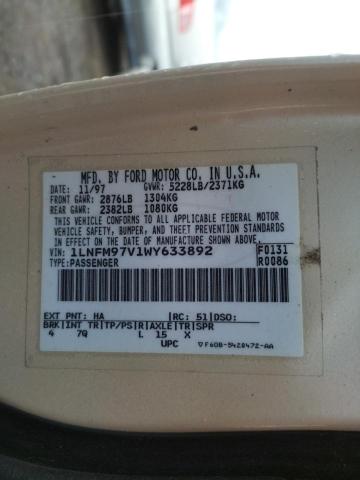 MFD. BY FORD MOTOR CO. IN U.S.A.
DATE: 11/97 GVWR: 5228LB/2371KG
FRONT GAWR: 2876LB 1304KG
REAR GAWR: 2382LB 1080KG
THIS VEHICLE CONFORMS TO ALL APPLICABLE FEDERAL MOTOR
VEHICLE SAFETY, BUMPER, AND THEFT PREVENTION STANDARDS
IN EFFECT ON THE DATE OF MANUFACTURE SHOWN ABOVE
VIN: 1LNFM97V1WY633892 F0131
TYPE:PASSENGER R0086
EXT PNT: HA |RC: 51|DSO:
BRK|INT TR|TP/PS|R|AXLE|TR|SPR
4 7Q L 15 X
UPC ▽F60B-5420472-AA